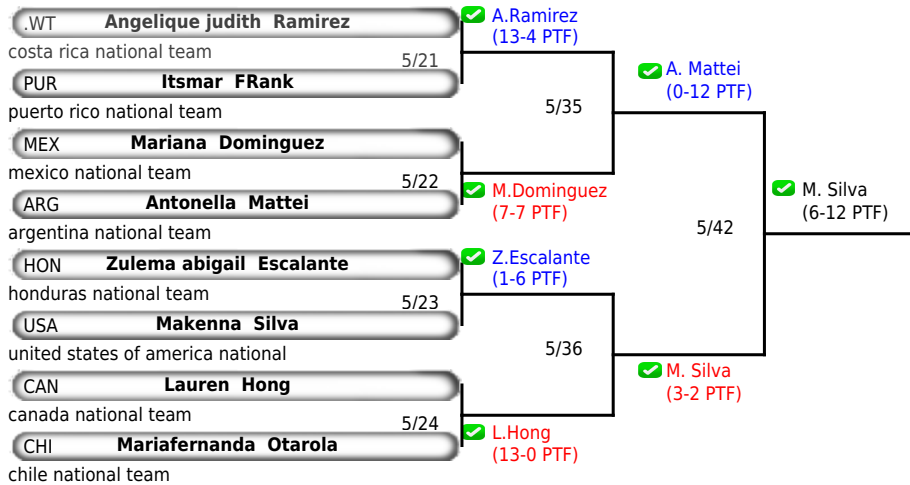 .WT Angelique judith Ramirez
costa rica national team
5/21
PUR Itsmar FRank
puerto rico national team
MEX Mariana Dominguez
mexico national team
5/22
ARG Antonella Mattei
argentina national team
HON Zulema abigail Escalante
honduras national team
5/23
USA Makenna Silva
united states of america national
CAN Lauren Hong
canada national team
5/24
CHI Mariafernanda Otarola
chile national team
A.Ramirez
(13-4 PTF)
5/35
M.Dominguez
(7-7 PTF)
Z.Escalante
(1-6 PTF)
5/36
L.Hong
(13-0 PTF)
A. Mattei
(0-12 PTF)
5/42
M. Silva
(3-2 PTF)
M. Silva
(6-12 PTF)